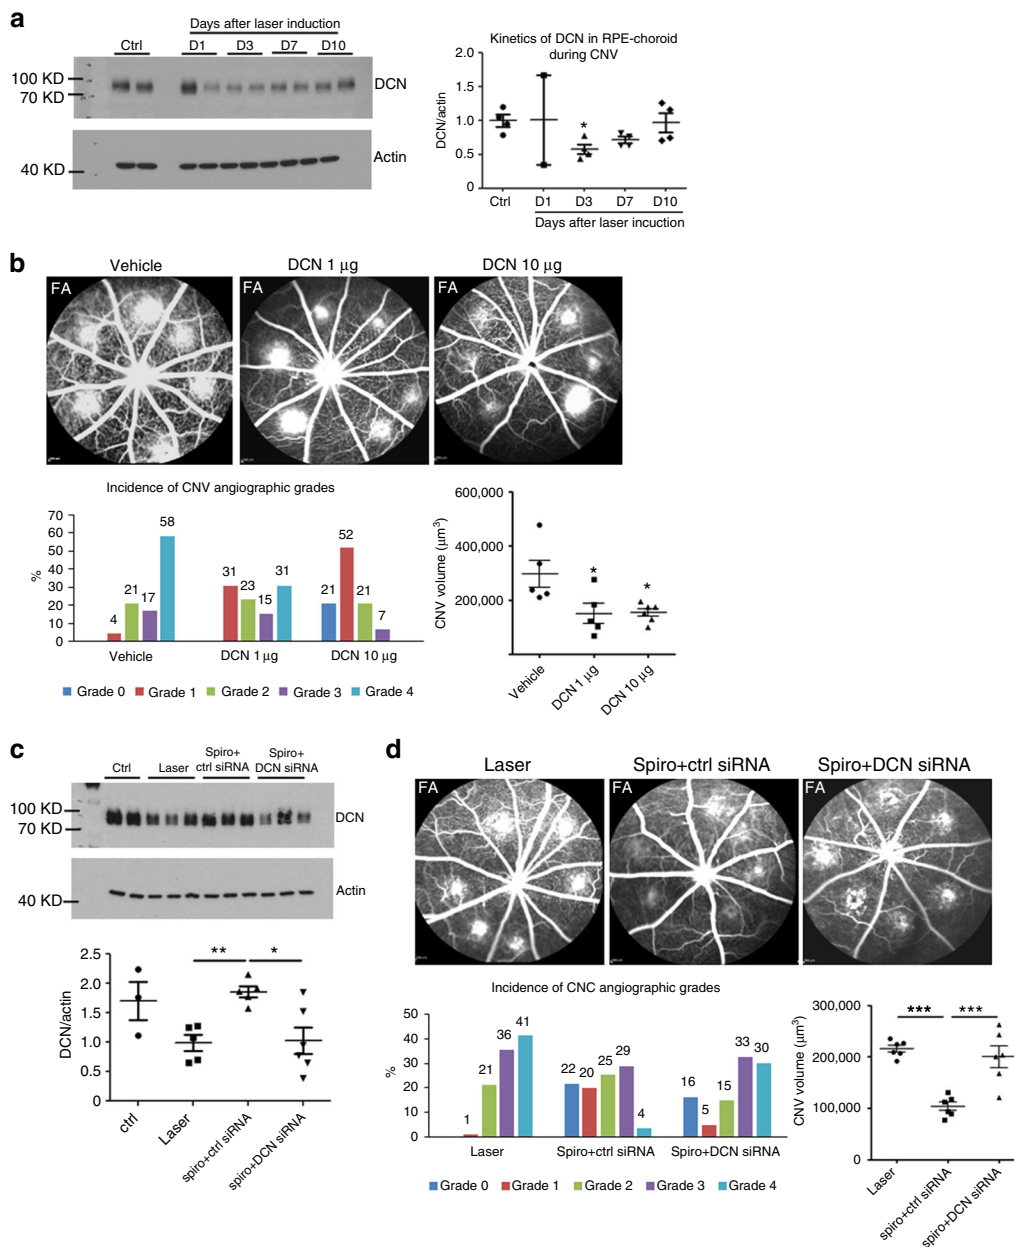 a
Days after laser induction
Ctrl D1 D3 D7 D10
100 KD
70 KD
DCN
40 KD
Actin
Kinetics of DCN in RPE-choroid
during CNV
DCN/actin
2.0
1.5
1.0
0.5
0
*
Ctrl D1 D3 D7 D10
Days after laser incuction
b
Vehicle DCN 1 µg DCN 10 µg
FA FA FA
Incidence of CNV angiographic grades
%
70
60
50
40
30
20
10
0
4 21 17 58
31 23 15 31
21 52 21 7
Vehicle DCN 1 µg DCN 10 µg
Grade 0 Grade 1 Grade 2 Grade 3 Grade 4
CNV volume (µm³)
600,000
400,000
200,000
* *
Vehicle DCN 1 µg DCN 10 µg
c
Ctrl Laser Spiro+ ctrl siRNA Spiro+ DCN siRNA
100 KD
70 KD
DCN
40 KD
Actin
DCN/actin
2.5
2.0
1.5
1.0
0.5
0
** *
ctrl Laser spiro+ctrl siRNA spiro+DCN siRNA
d
Laser Spiro+ctrl siRNA Spiro+DCN siRNA
FA FA FA
Incidence of CNC angiographic grades
%
50
40
30
20
10
0
1 21 36 41
22 20 25 29 4
16 5 15 33 30
Laser Spiro+ctrl siRNA Spiro+DCN siRNA
Grade 0 Grade 1 Grade 2 Grade 3 Grade 4
CNV volume (µm³)
300,000
200,000
100,000
0
*** ***
Laser spiro+ctrl siRNA spiro+DCN siRNA